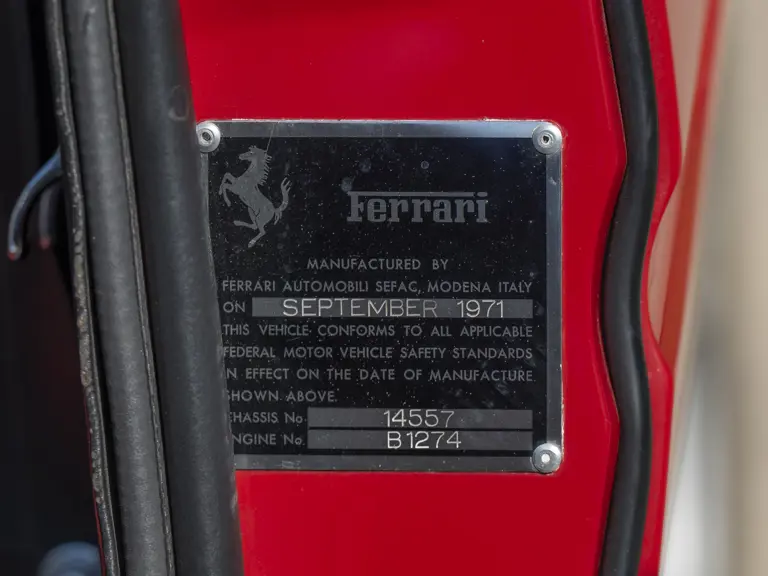 Ferrari
MANUFACTURED BY
FERRARI AUTOMOBILI SEFAC, MODENA ITALY
ON SEPTEMBER 1971
THIS VEHICLE CONFORMS TO ALL APPLICABLE
FEDERAL MOTOR VEHICLE SAFETY STANDARDS
IN EFFECT ON THE DATE OF MANUFACTURE
SHOWN ABOVE.
CHASSIS No. 14557
ENGINE No. B1274